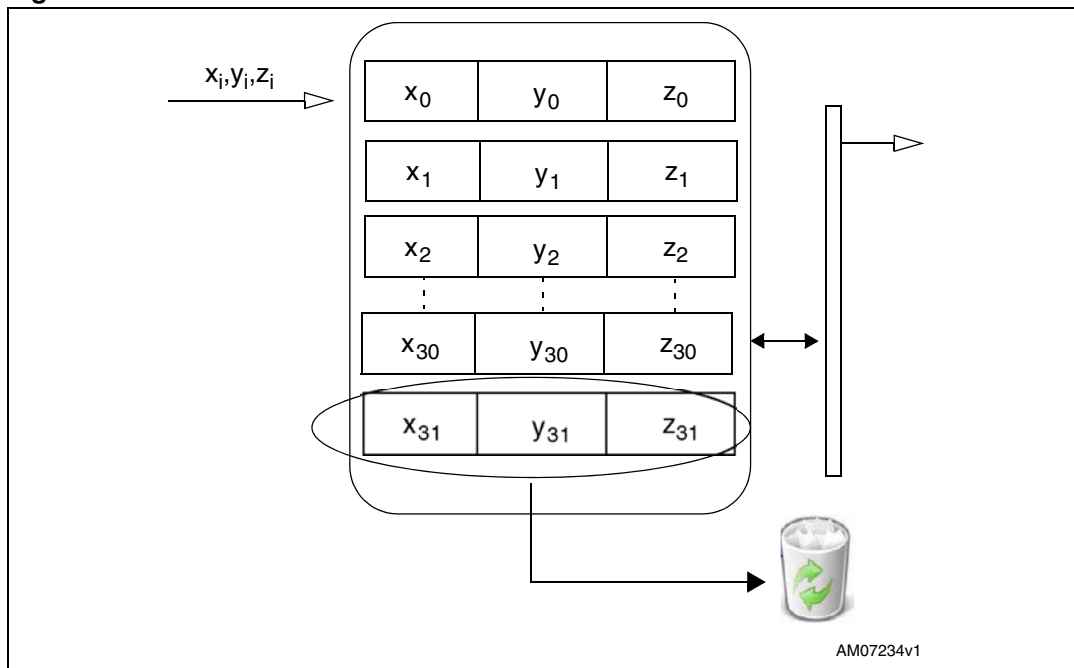 xᵢ,yᵢ,zᵢ
x₀ y₀ z₀
x₁ y₁ z₁
x₂ y₂ z₂
x₃₀ y₃₀ z₃₀
x₃₁ y₃₁ z₃₁
AM07234v1